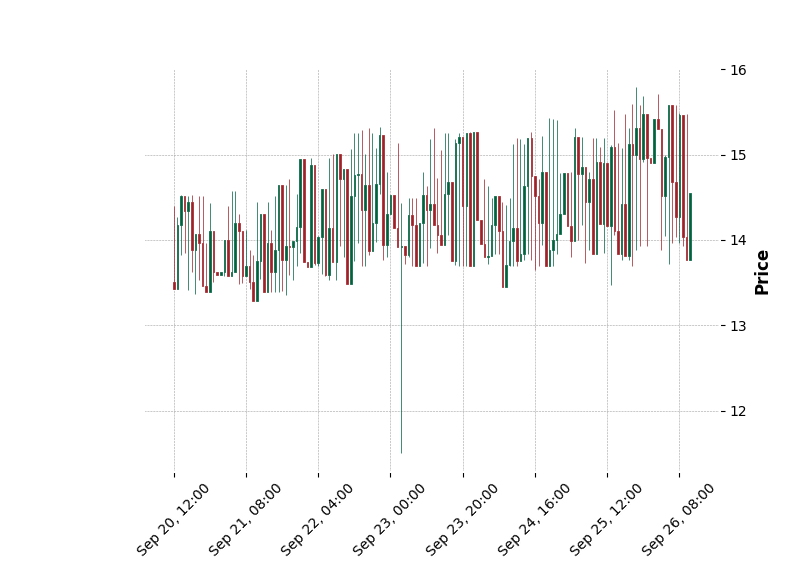 16
15
14
13
12
Price
Sep 20, 12:00
Sep 21, 08:00
Sep 22, 04:00
Sep 23, 00:00
Sep 23, 20:00
Sep 24, 16:00
Sep 25, 12:00
Sep 26, 08:00